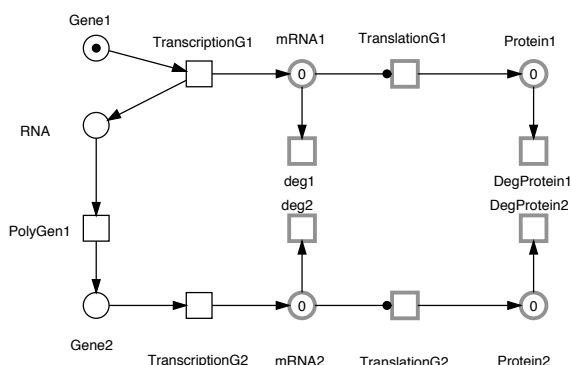 Gene1
TranscriptionG1
mRNA1
TranslationG1
Protein1
0
0
RNA
deg1
DegProtein1
deg2
DegProtein2
PolyGen1
0
0
Gene2
TranscriptionG2
mRNA2
TranslationG2
Protein2